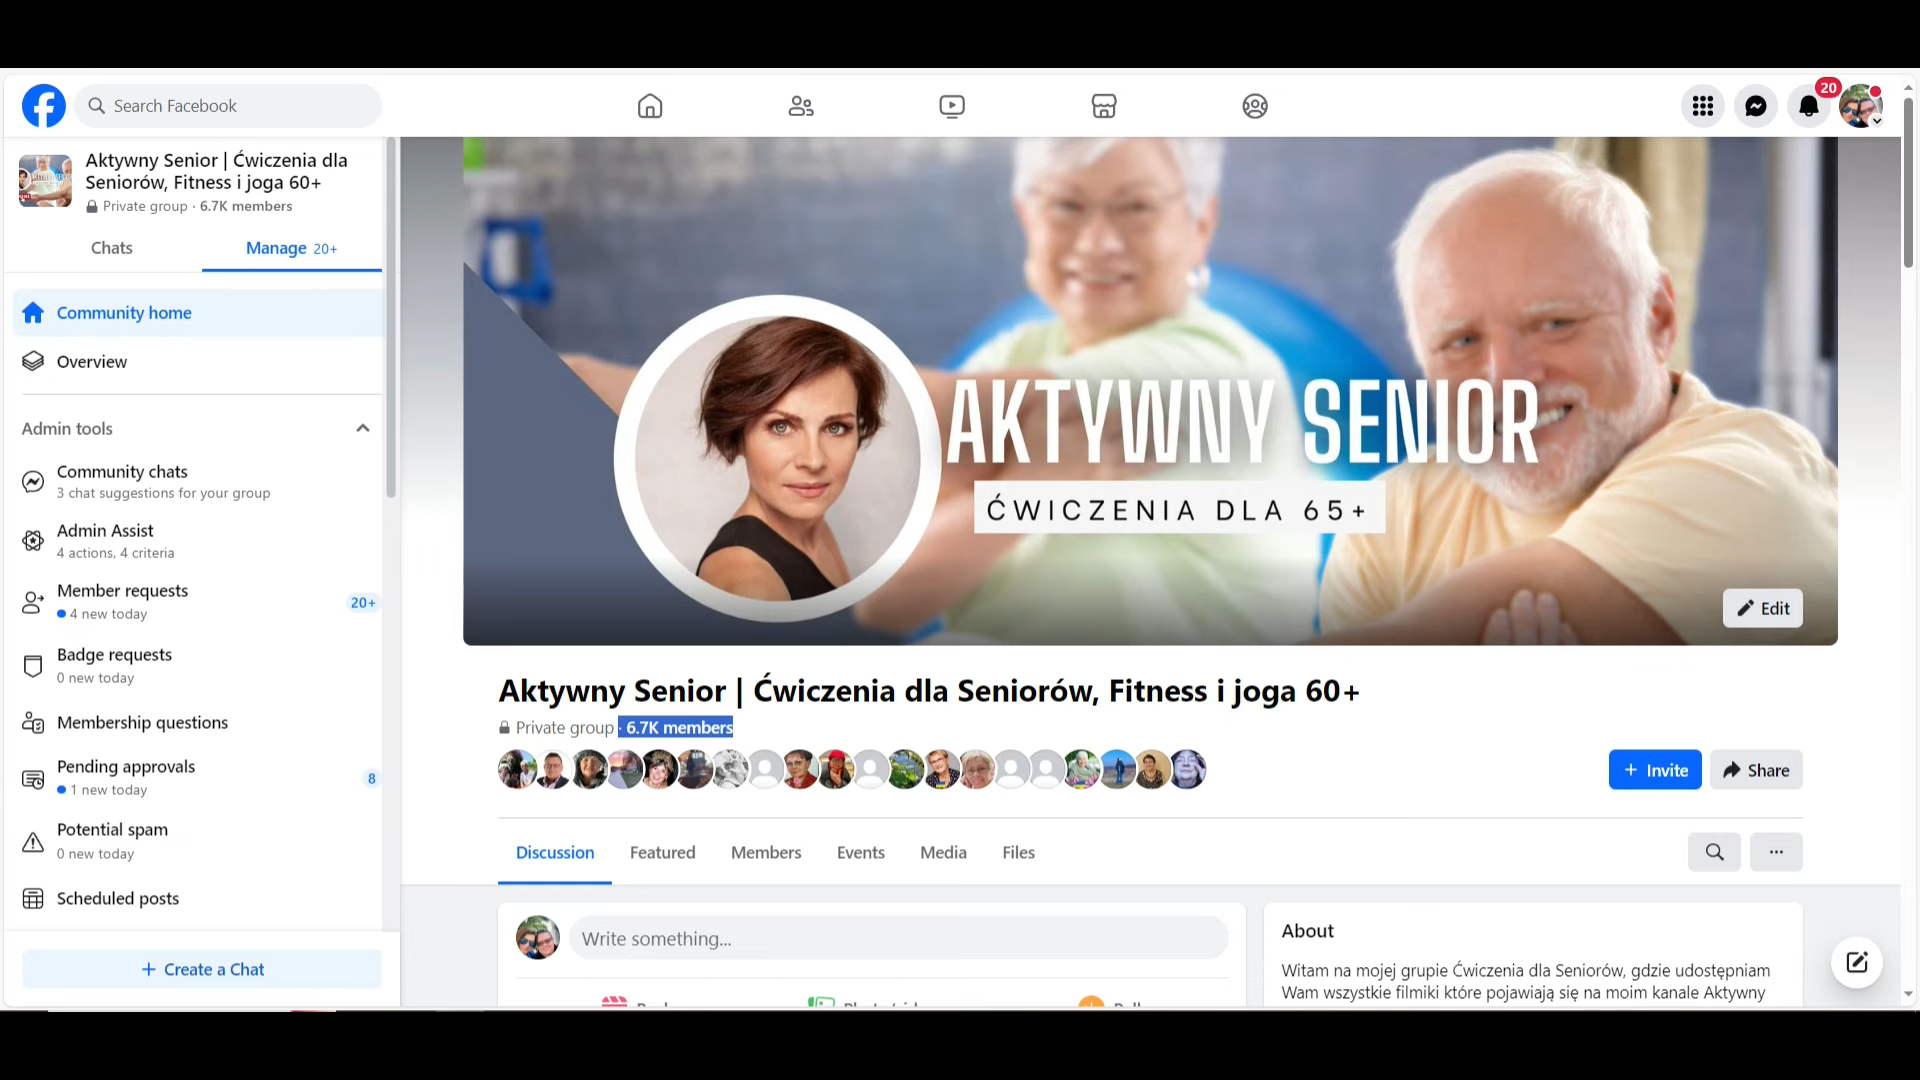 Search Facebook
20
Aktywny Senior | Ćwiczenia dla
Seniorów, Fitness i joga 60+
Private group · 6.7K members
Chats
Manage 20+
Community home
Overview
Admin tools
Community chats
3 chat suggestions for your group
Admin Assist
4 actions, 4 criteria
Member requests
4 new today
20+
Badge requests
0 new today
Membership questions
Pending approvals
1 new today
8
Potential spam
0 new today
Scheduled posts
+ Create a Chat
AKTYWNY SENIOR
ĆWICZENIA DLA 65+
Edit
Aktywny Senior | Ćwiczenia dla Seniorów, Fitness i joga 60+
Private group · 6.7K members
+ Invite
Share
Discussion
Featured
Members
Events
Media
Files
Write something...
About
Witam na mojej grupie Ćwiczenia dla Seniorów, gdzie udostępniam
Wam wszystkie filmiki które pojawiają się na moim kanale Aktywny